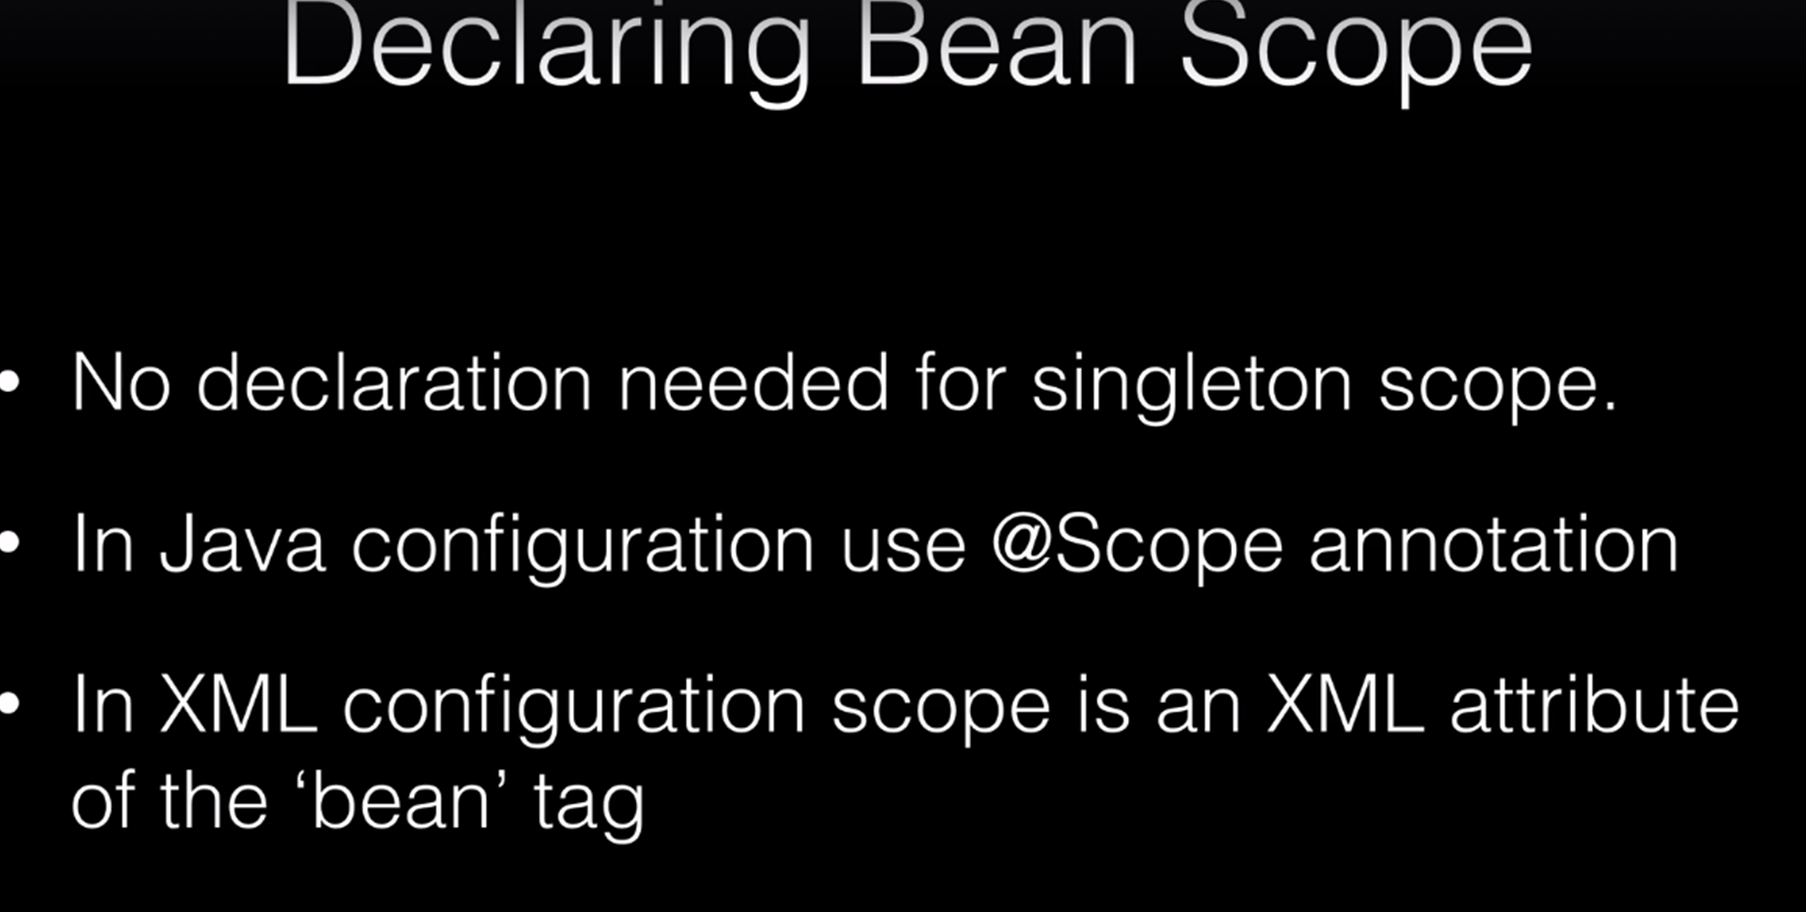 Declaring Bean Scope
• No declaration needed for singleton scope.
• In Java configuration use @Scope annotation
• In XML configuration scope is an XML attribute
of the ‘bean’ tag